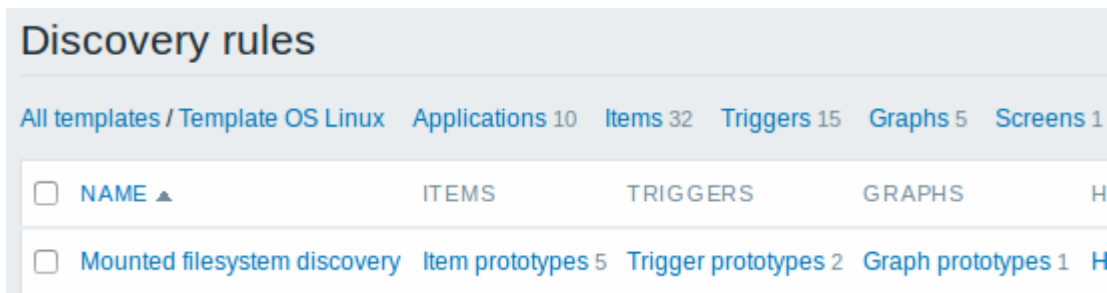 Discovery rules
All templates / Template OS Linux Applications 10 Items 32 Triggers 15 Graphs 5 Screens 1
NAME ▲ ITEMS TRIGGERS GRAPHS H
Mounted filesystem discovery Item prototypes 5 Trigger prototypes 2 Graph prototypes 1 H